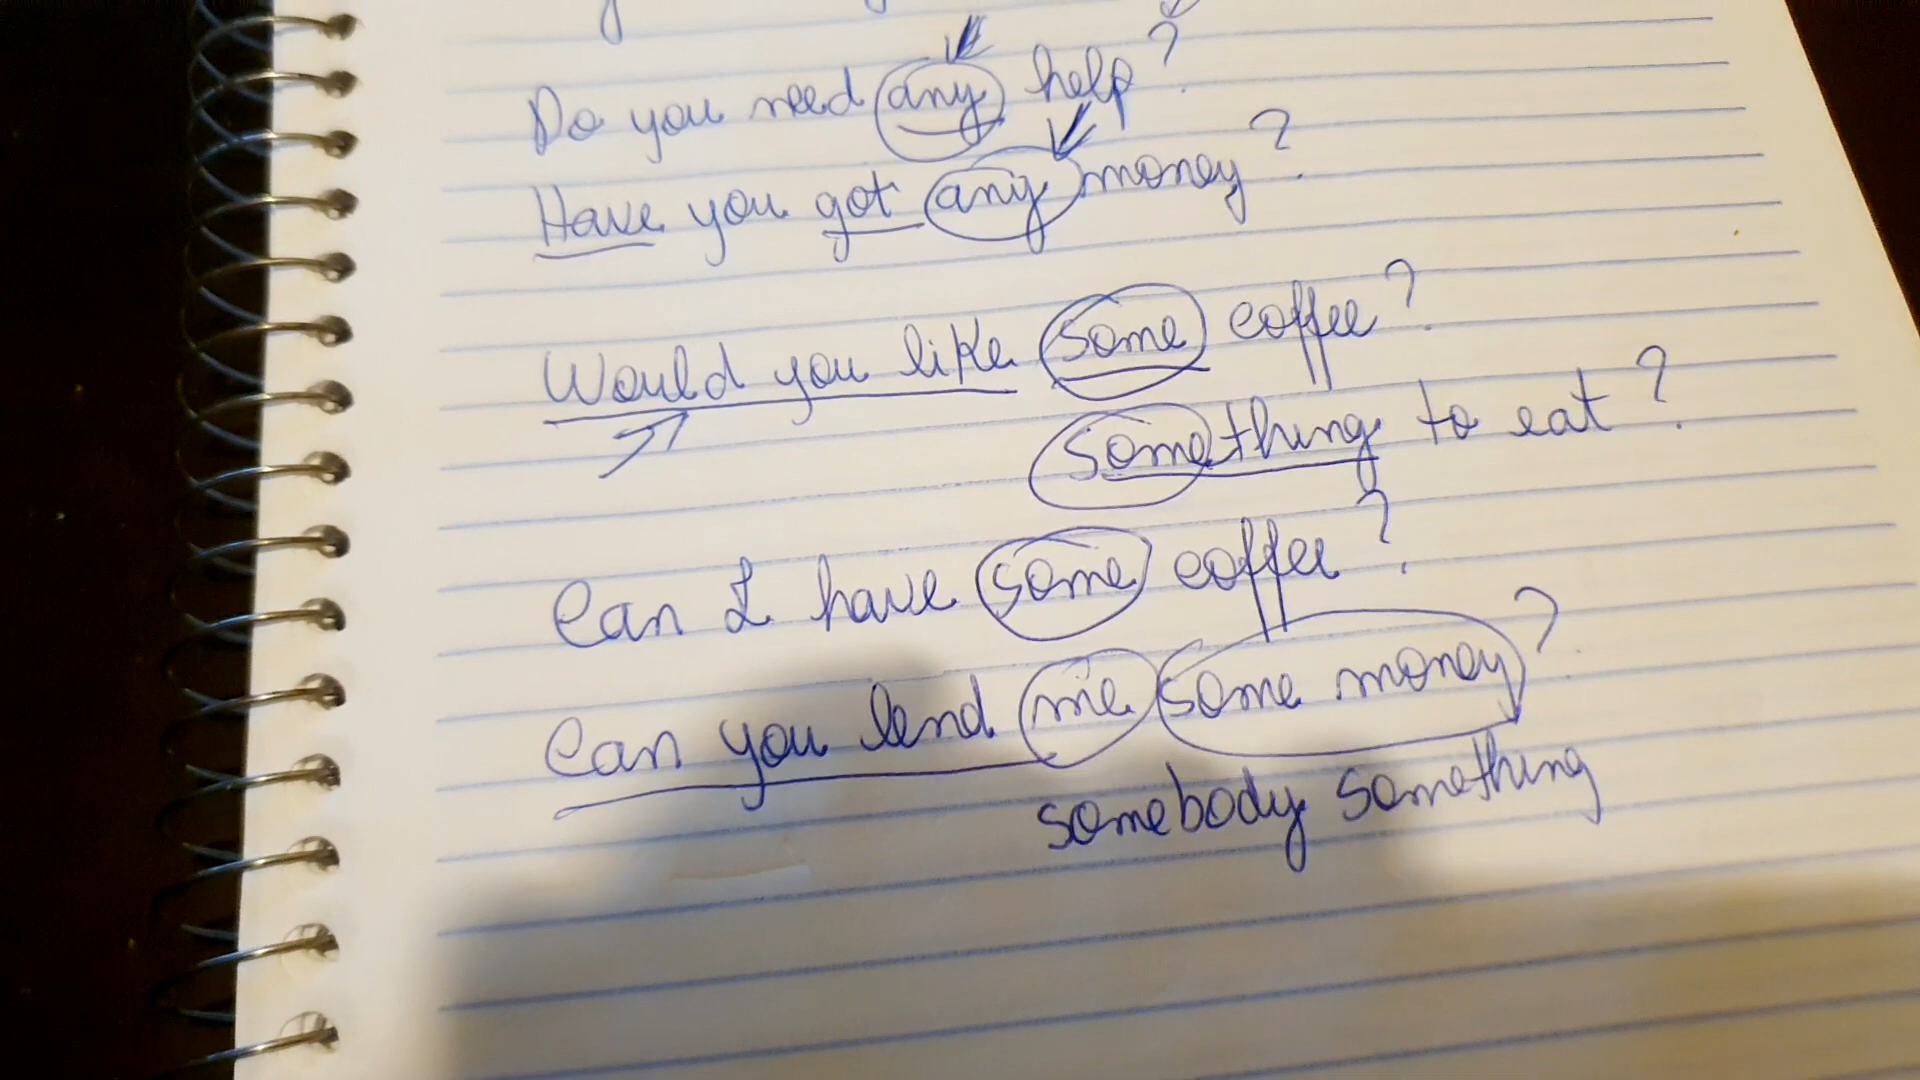 Do you need any help?
Have you got any money?
Would you like some coffee?
something to eat?
Can I have some coffee?
Can you lend me some money?
somebody something